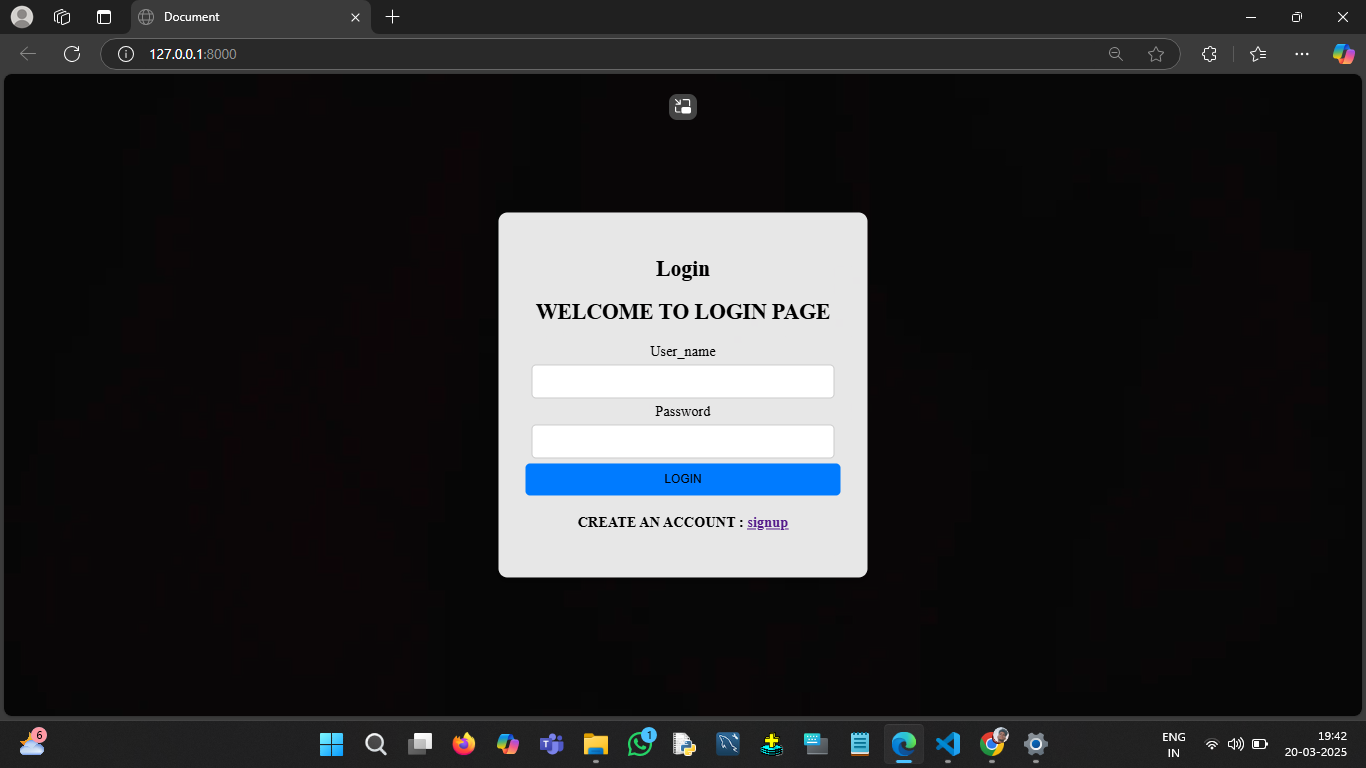 Document
127.0.0.1:8000
Login
WELCOME TO LOGIN PAGE
User_name
Password
LOGIN
CREATE AN ACCOUNT : signup
6
1
ENG
IN
19:42
20-03-2025